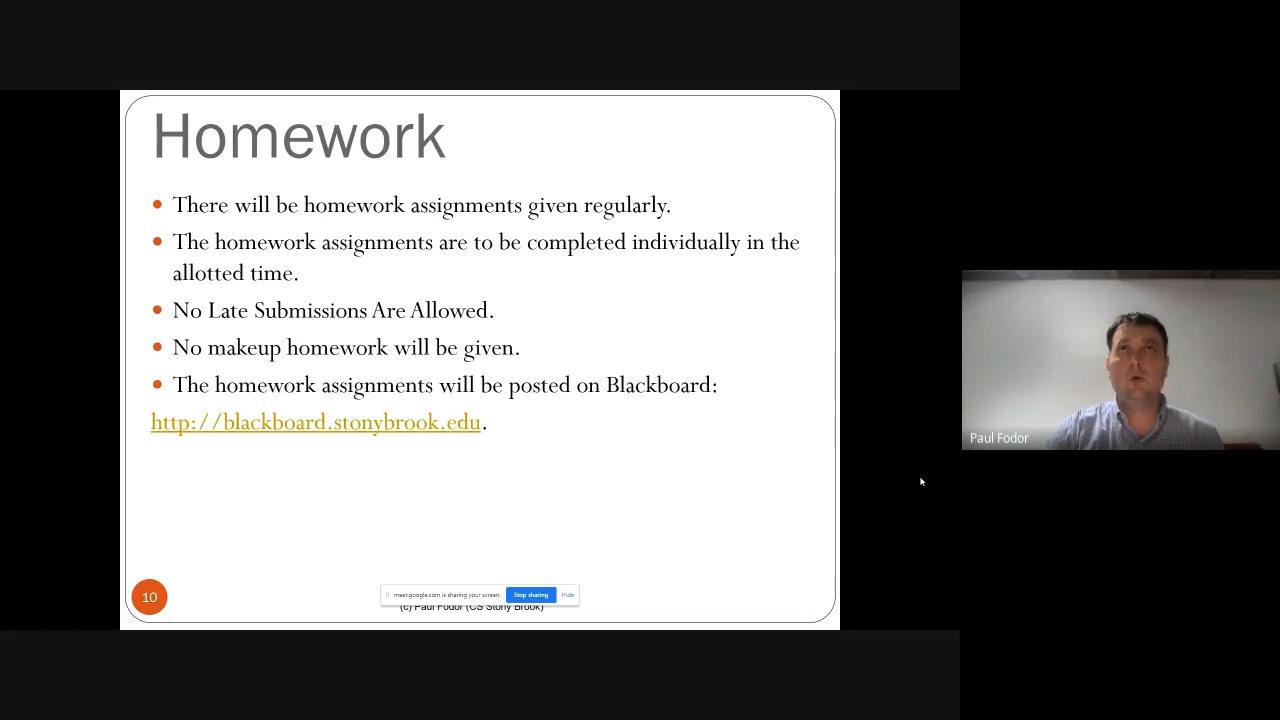 Homework
There will be homework assignments given regularly.
The homework assignments are to be completed individually in the
allotted time.
No Late Submissions Are Allowed.
No makeup homework will be given.
The homework assignments will be posted on Blackboard:
http://blackboard.stonybrook.edu.
Paul Fodor
10
meet.google.com is sharing your screen. Stop sharing Hide
(c) Paul Fodor (CS Stony Brook)